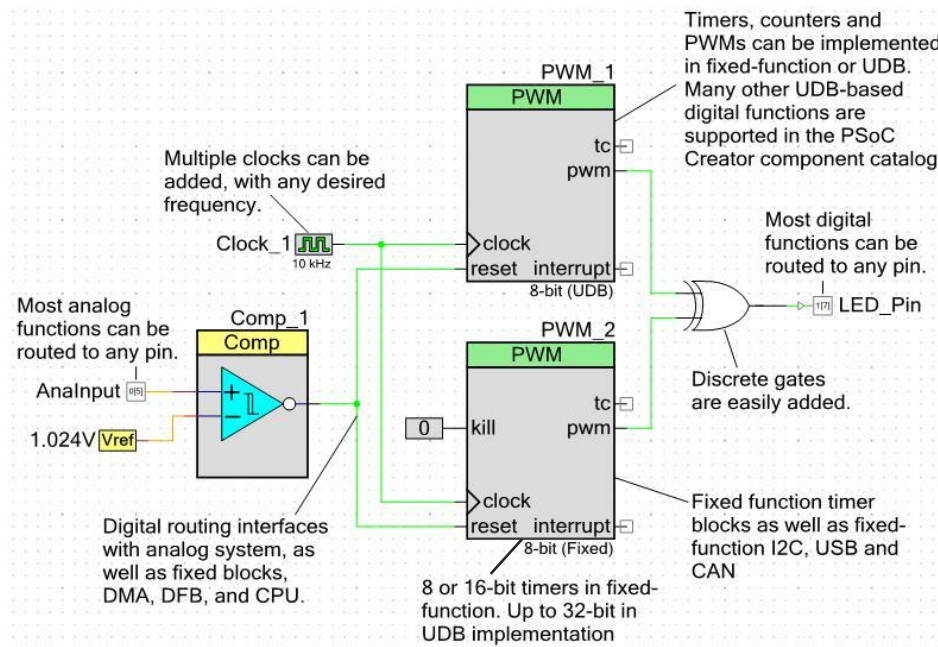 Timers, counters and
PWMs can be implemented
in fixed-function or UDB.
Many other UDB-based
digital functions are
supported in the PSoC
Creator component catalog
PWM_1
PWM
tc
pwm
clock
reset interrupt
8-bit (UDB)
Multiple clocks can be
added, with any desired
frequency.
Clock_1
10 kHz
Most digital
functions can be
routed to any pin.
1[7] LED_Pin
Most analog
functions can be
routed to any pin.
Comp_1
Comp
+
−
AnaInput 0[5]
1.024V Vref
PWM_2
PWM
tc
0 kill pwm
clock
reset interrupt
8-bit (Fixed)
Discrete gates
are easily added.
Digital routing interfaces
with analog system, as
well as fixed blocks,
DMA, DFB, and CPU.
Fixed function timer
blocks as well as fixed-
function I2C, USB and
CAN
8 or 16-bit timers in fixed-
function. Up to 32-bit in
UDB implementation